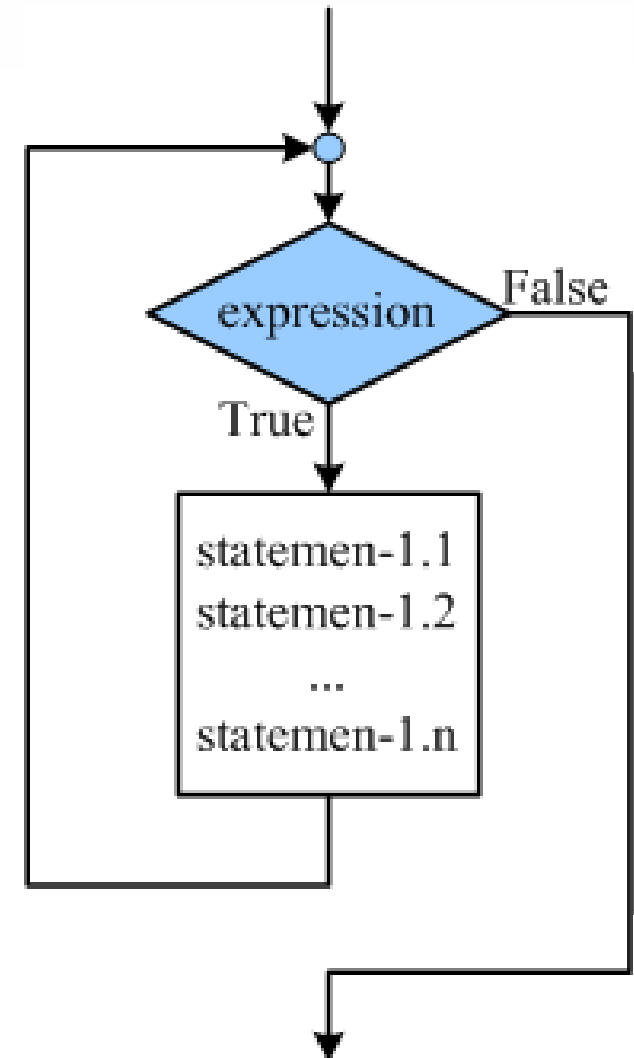 expression
False
True
statemen-1.1
statemen-1.2
...
statemen-1.n